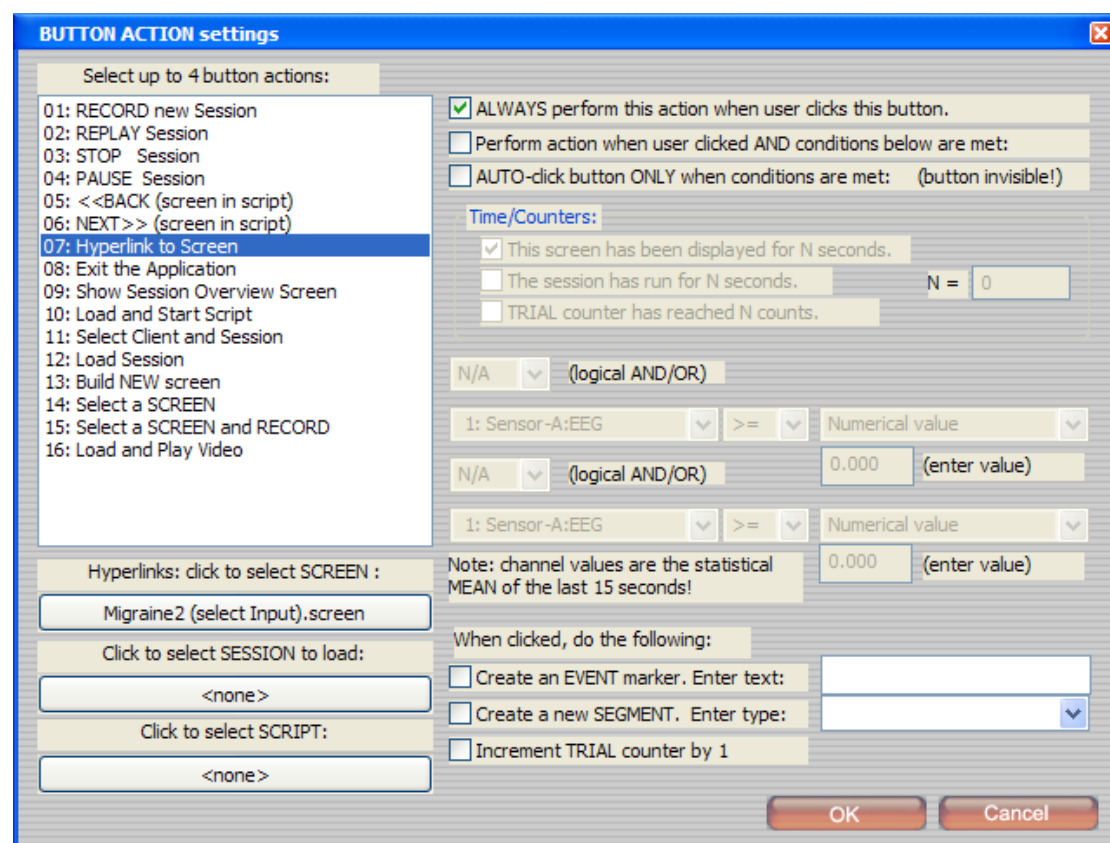 BUTTON ACTION settings
Select up to 4 button actions:
01: RECORD new Session
02: REPLAY Session
03: STOP   Session
04: PAUSE  Session
05: <<BACK (screen in script)
06: NEXT>> (screen in script)
07: Hyperlink to Screen
08: Exit the Application
09: Show Session Overview Screen
10: Load and Start Script
11: Select Client and Session
12: Load Session
13: Build NEW screen
14: Select a SCREEN
15: Select a SCREEN and RECORD
16: Load and Play Video
Hyperlinks: click to select SCREEN :
Migraine2 (select Input).screen
Click to select SESSION to load:
<none>
Click to select SCRIPT:
<none>
ALWAYS perform this action when user clicks this button.
Perform action when user clicked AND conditions below are met:
AUTO-click button ONLY when conditions are met:    (button invisible!)
Time/Counters:
This screen has been displayed for N seconds.
The session has run for N seconds.
N = 0
TRIAL counter has reached N counts.
N/A (logical AND/OR)
1: Sensor-A:EEG >= Numerical value
0.000 (enter value)
N/A (logical AND/OR)
1: Sensor-A:EEG >= Numerical value
0.000 (enter value)
Note: channel values are the statistical
MEAN of the last 15 seconds!
When clicked, do the following:
Create an EVENT marker. Enter text:
Create a new SEGMENT.  Enter type:
Increment TRIAL counter by 1
OK
Cancel